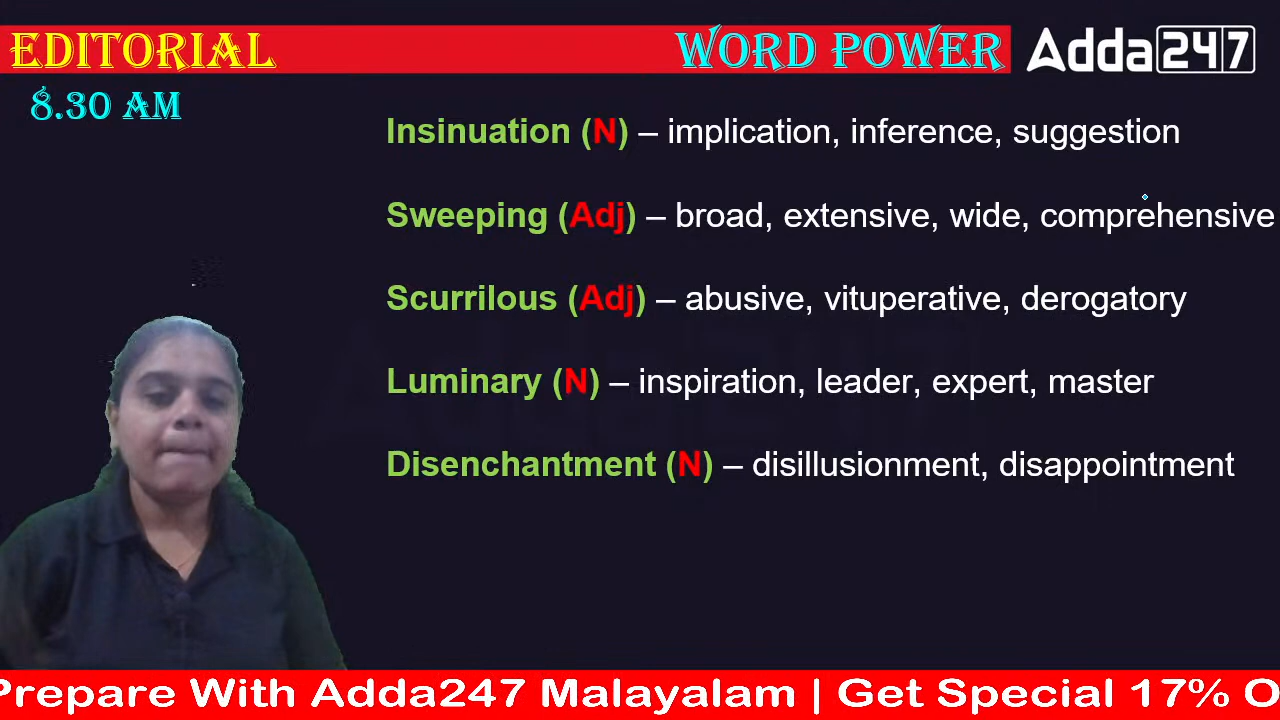 EDITORIAL
WORD POWER
Adda247
8.30 AM
Insinuation (N) – implication, inference, suggestion
Sweeping (Adj) – broad, extensive, wide, comprehensive
Scurrilous (Adj) – abusive, vituperative, derogatory
Luminary (N) – inspiration, leader, expert, master
Disenchantment (N) – disillusionment, disappointment
Prepare With Adda247 Malayalam | Get Special 17% O